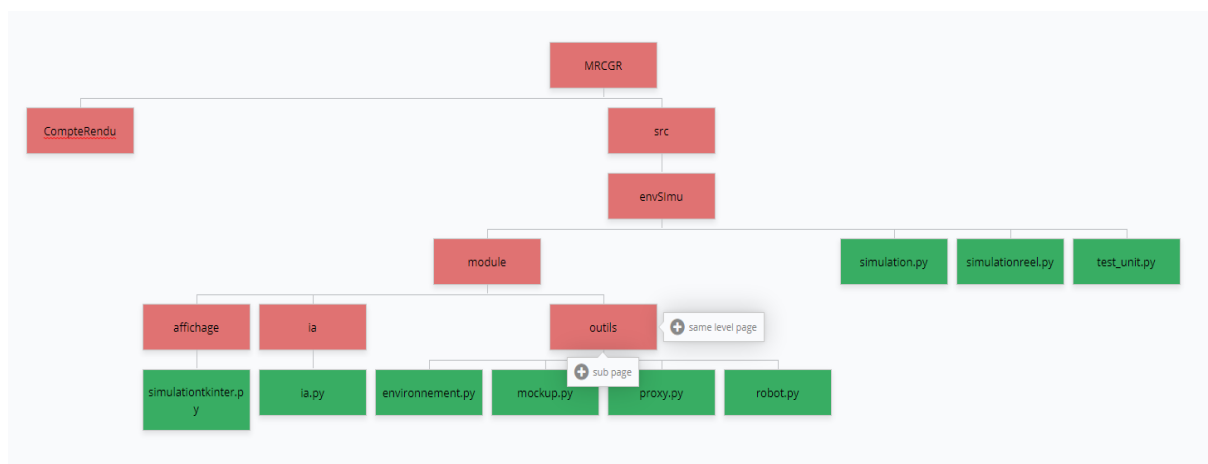 MRCGR
CompteRendu
src
envSImu
module
simulation.py
simulationreel.py
test_unit.py
affichage
ia
outils
same level page
sub page
simulationtkinter.p
y
ia.py
environnement.py
mockup.py
proxy.py
robot.py